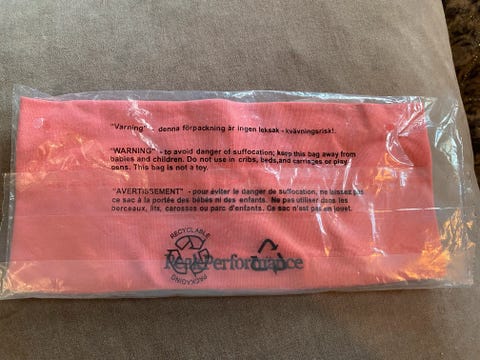 "Varning" - denna förpackning är ingen leksak - kvävningsrisk!.
"WARNING" - to avoid danger of suffocation; keep this bag away from
babies and children. Do not use in cribs, beds,and carriages or play
pens. This bag is not a toy.
"AVERTISSEMENT" - pour éviter le danger de suffocation, ne laissez pas
ce sac à la portée des bébés ni des enfants. Ne pas utiliser dans les
berceaux, lits, carosses ou parc d'enfants. Ce sac n'est pas en jouet.
RECYCLABLE
PACKAGING
Performance